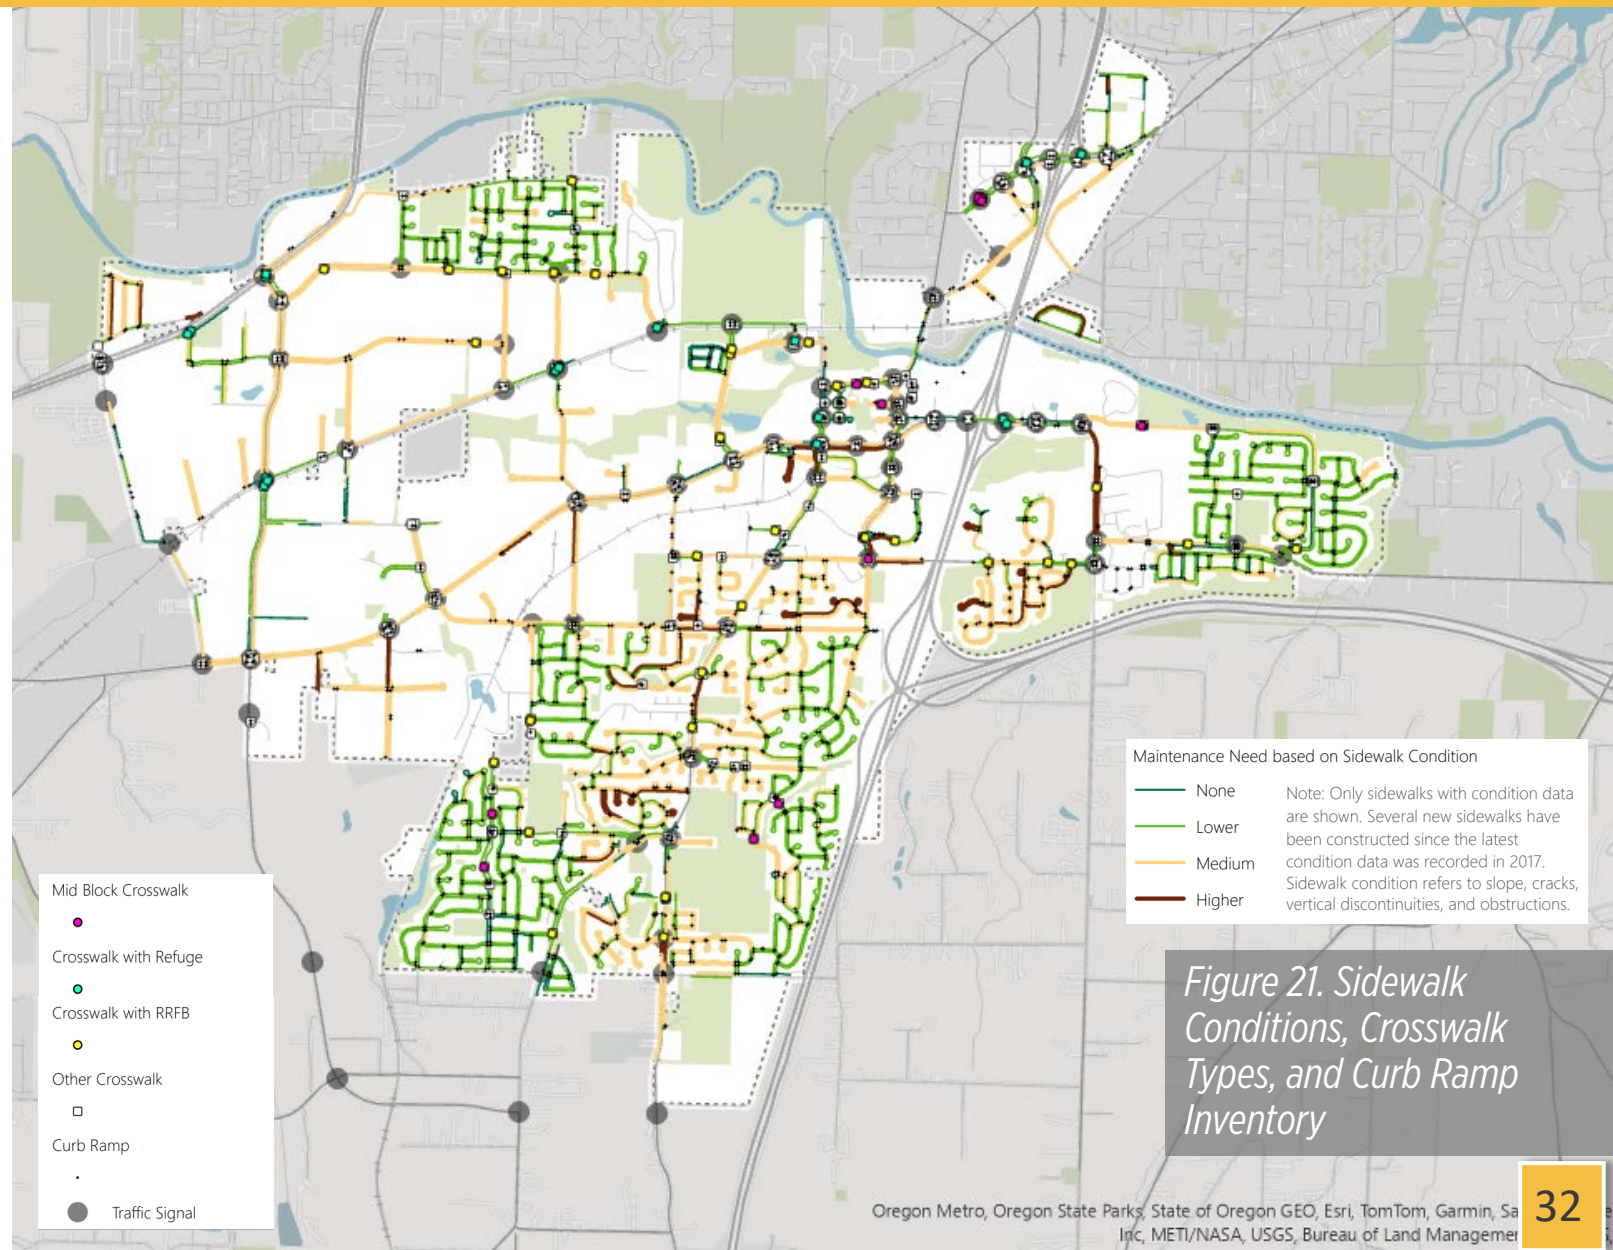 Maintenance Need based on Sidewalk Condition
None
Lower
Medium
Higher
Note: Only sidewalks with condition data
are shown. Several new sidewalks have
been constructed since the latest
condition data was recorded in 2017.
Sidewalk condition refers to slope, cracks,
vertical discontinuities, and obstructions.
Mid Block Crosswalk
Crosswalk with Refuge
Crosswalk with RRFB
Other Crosswalk
Curb Ramp
Traffic Signal
Figure 21. Sidewalk
Conditions, Crosswalk
Types, and Curb Ramp
Inventory
Oregon Metro, Oregon State Parks, State of Oregon GEO, Esri, TomTom, Garmin,
Inc, METI/NASA, USGS, Bureau of Land
32